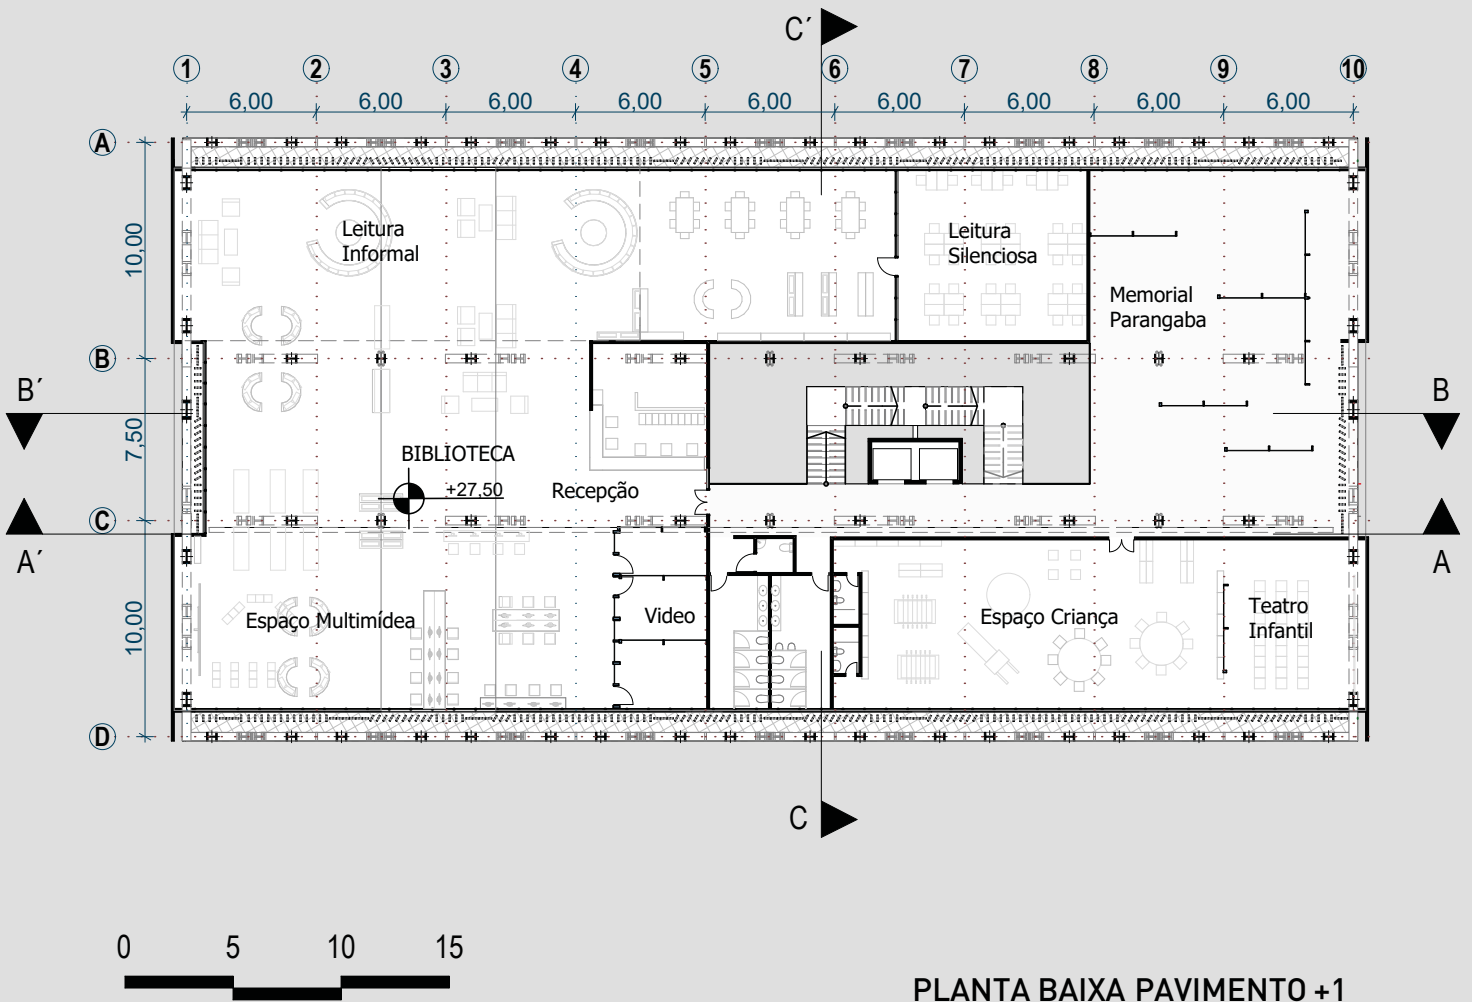 C´
1 2 3 4 5 6 7 8 9 10
6,00 6,00 6,00 6,00 6,00 6,00 6,00 6,00 6,00
A
10,00
Leitura
Informal
Leitura
Silenciosa
Memorial
Parangaba
B
B´
B
7,50
BIBLIOTECA
+27,50
Recepção
C
A´
A
10,00
Espaço Multimídea
Video
Espaço Criança
Teatro
Infantil
D
C
0 5 10 15
PLANTA BAIXA PAVIMENTO +1